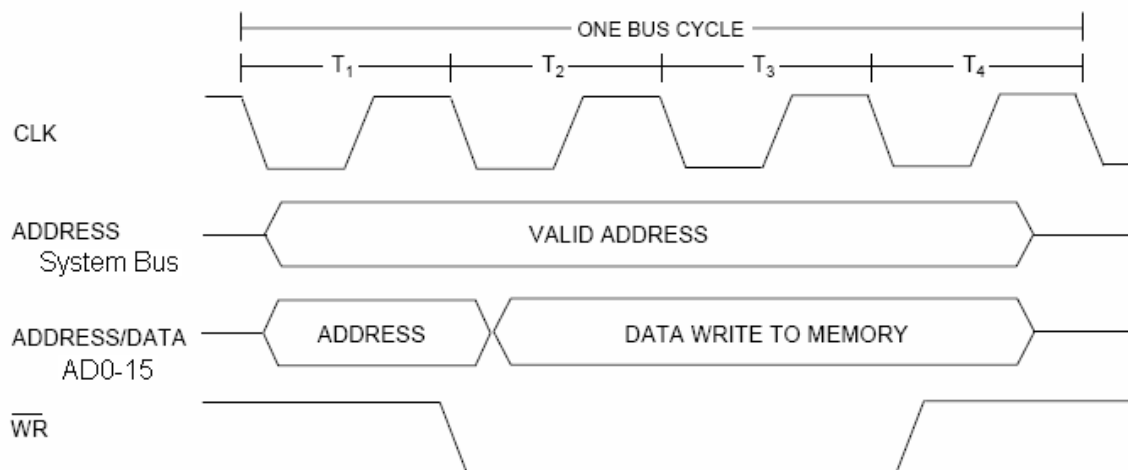 ONE BUS CYCLE
T₁ T₂ T₃ T₄
CLK
ADDRESS VALID ADDRESS
System Bus
ADDRESS/DATA ADDRESS DATA WRITE TO MEMORY
AD0-15
W̅R̅